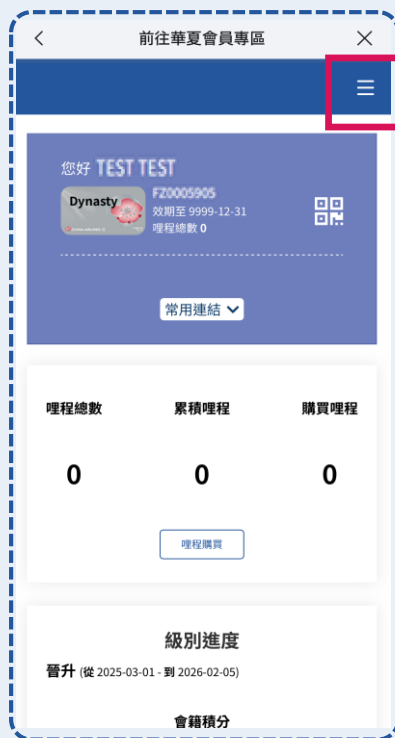 前往華夏會員專區
您好 TEST TEST
Dynasty
FZ0005905
效期至 9999-12-31
哩程總數 0
常用連結
哩程總數 累積哩程 購買哩程
0 0 0
哩程購買
級別進度
晉升 (從 2025-03-01 - 到 2026-02-05)
會籍積分